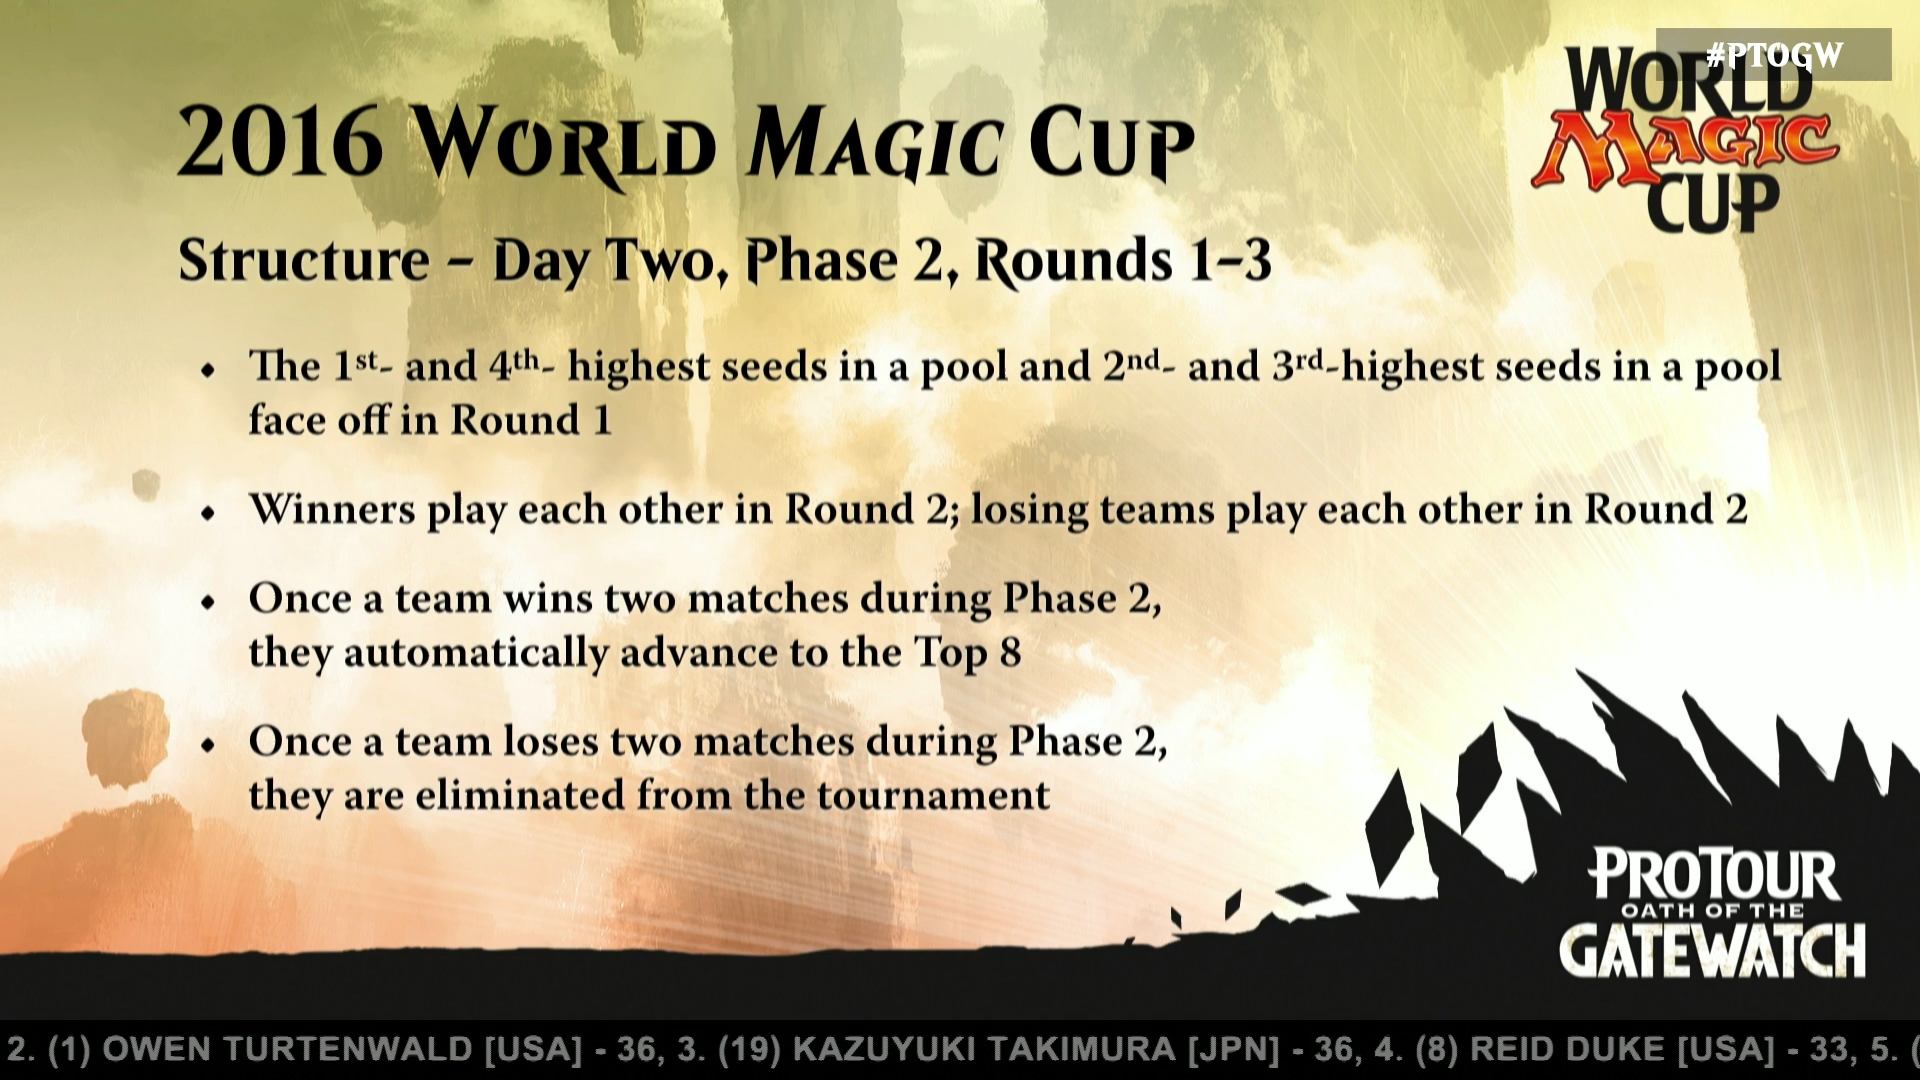 #PTOGW
WORLD
MAGIC
CUP
2016 World Magic Cup
Structure – Day Two, Phase 2, Rounds 1–3
• The 1st- and 4th- highest seeds in a pool and 2nd- and 3rd-highest seeds in a pool
face off in Round 1
• Winners play each other in Round 2; losing teams play each other in Round 2
• Once a team wins two matches during Phase 2,
they automatically advance to the Top 8
• Once a team loses two matches during Phase 2,
they are eliminated from the tournament
PROTOUR
OATH OF THE
GATEWATCH
2. (1) OWEN TURTENWALD [USA] - 36, 3. (19) KAZUYUKI TAKIMURA [JPN] - 36, 4. (8) REID DUKE [USA] - 33, 5. (